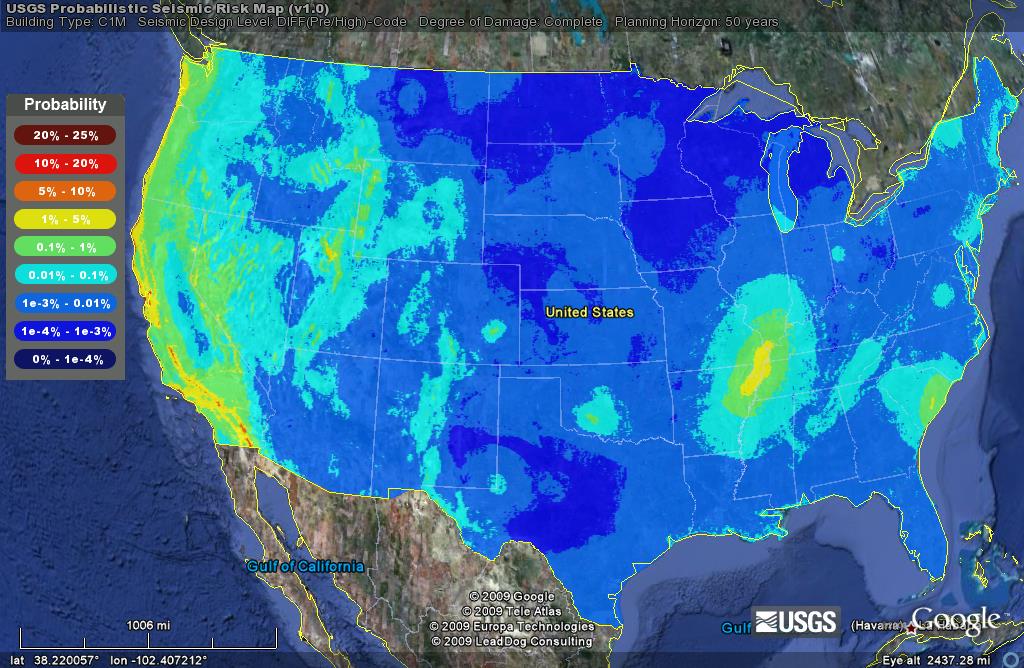 USGS Probabilistic Seismic Risk Map (v1.0)
Building Type: C1M Seismic Design Level: DIFF(Pre/High)-Code Degree of Damage: Complete Planning Horizon: 50 years
Probability
20% - 25%
10% - 20%
5% - 10%
1% - 5%
0.1% - 1%
0.01% - 0.1%
1e-3% - 0.01%
1e-4% - 1e-3%
0% - 1e-4%
United States
Gulf of California
© 2009 Google
© 2009 Tele Atlas
© 2009 Europa Technologies
© 2009 LeadDog Consulting
1006 mi
Gulf
USGS
(Havana)
Google
lat 38.220057° lon -102.407212°
Eye alt 2437.28 mi